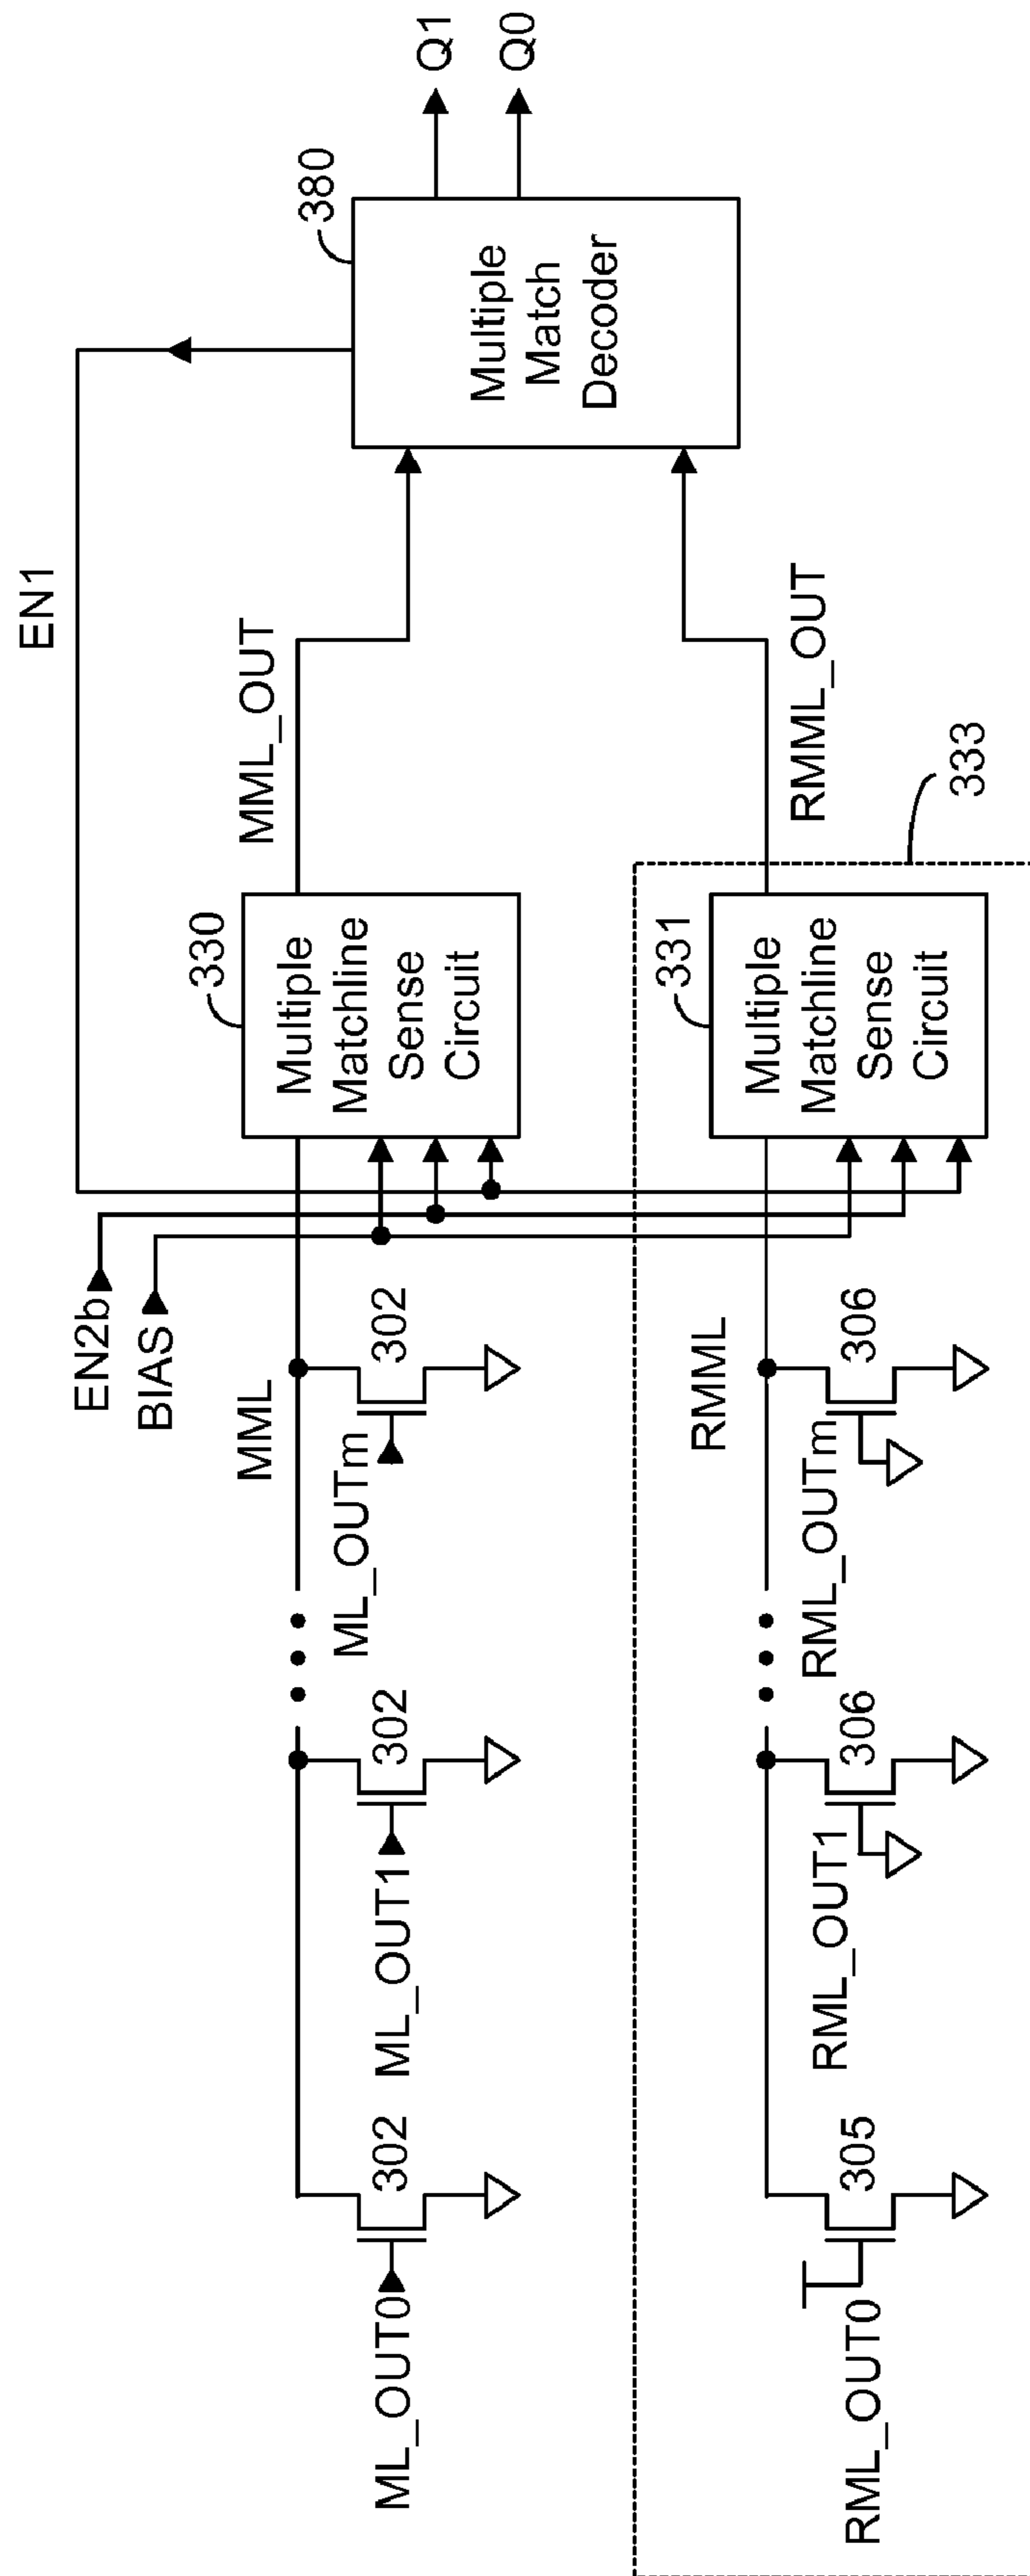 EN1
EN2b
BIAS
MML
ML_OUT0
302
ML_OUT1
302
ML_OUTm
302
330
Multiple
Matchline
Sense
Circuit
MML_OUT
380
Multiple
Match
Decoder
Q1
Q0
RMML
RML_OUT0
305
RML_OUT1
306
RML_OUTm
306
331
Multiple
Matchline
Sense
Circuit
RMML_OUT
333